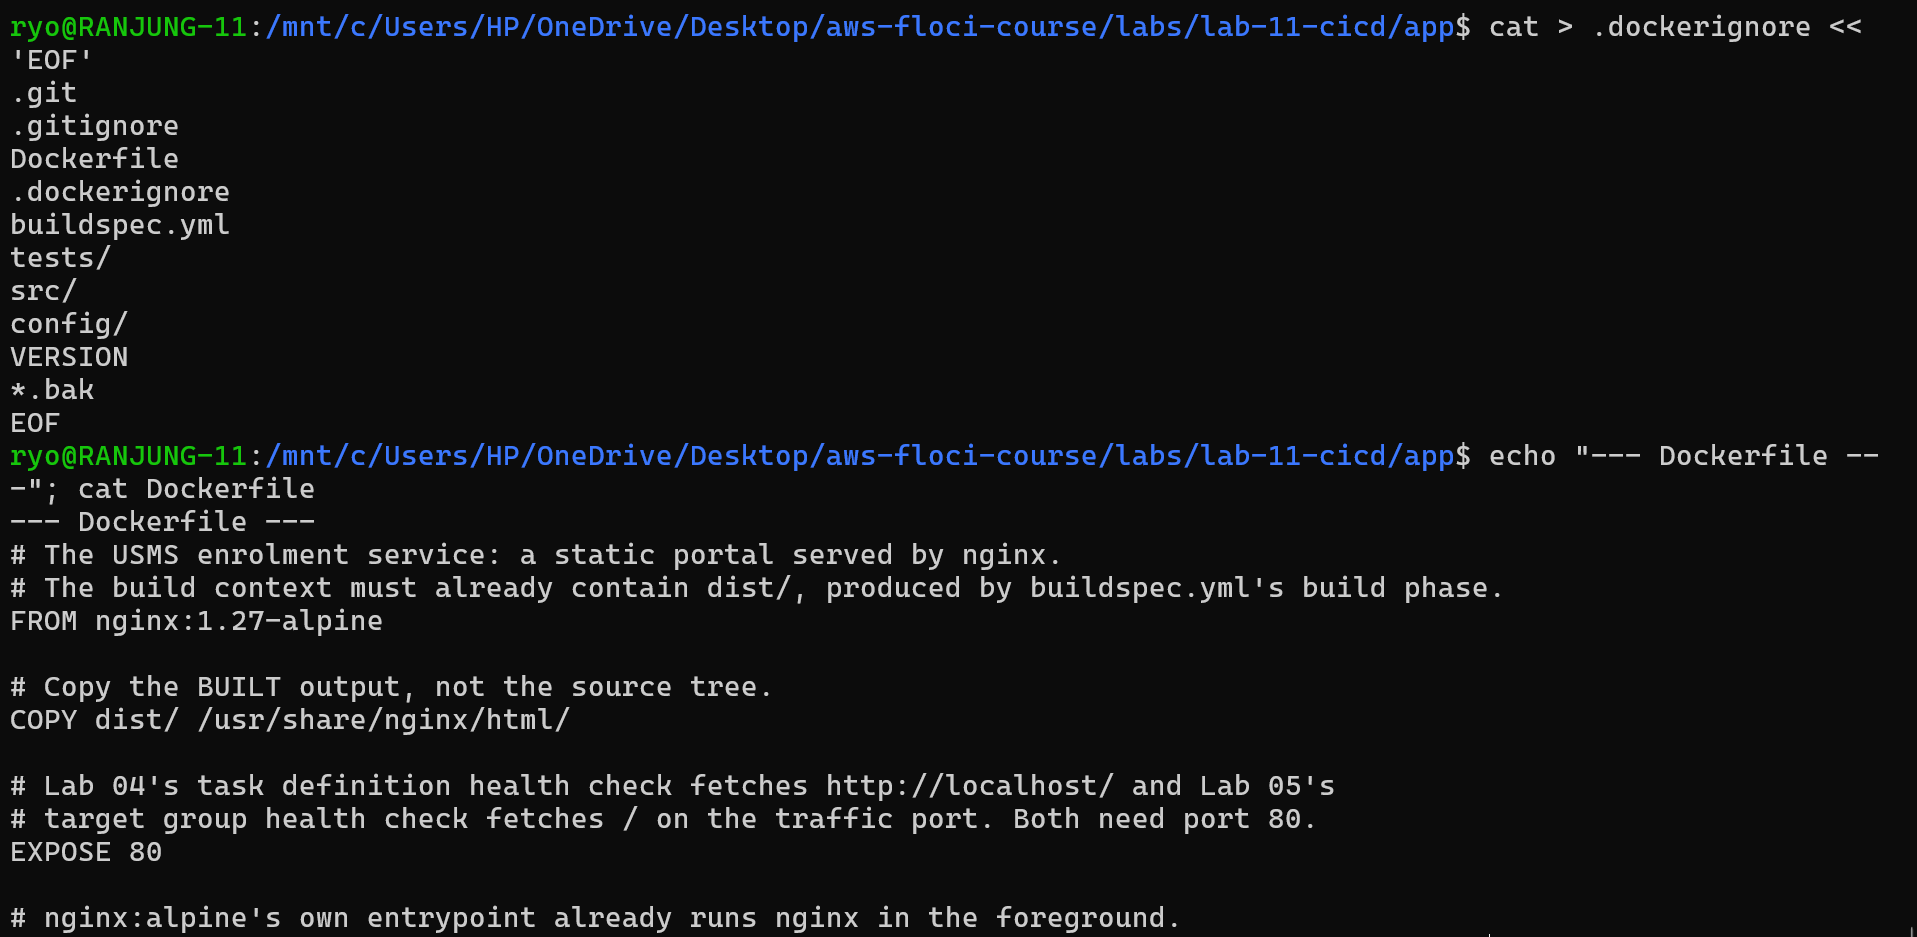 ryo@RANJUNG-11:/mnt/c/Users/HP/OneDrive/Desktop/aws-floci-course/labs/lab-11-cicd/app$ cat > .dockerignore <<
'EOF'
.git
.gitignore
Dockerfile
.dockerignore
buildspec.yml
tests/
src/
config/
VERSION
*.bak
EOF
ryo@RANJUNG-11:/mnt/c/Users/HP/OneDrive/Desktop/aws-floci-course/labs/lab-11-cicd/app$ echo "--- Dockerfile --
-"; cat Dockerfile
--- Dockerfile ---
# The USMS enrolment service: a static portal served by nginx.
# The build context must already contain dist/, produced by buildspec.yml's build phase.
FROM nginx:1.27-alpine

# Copy the BUILT output, not the source tree.
COPY dist/ /usr/share/nginx/html/

# Lab 04's task definition health check fetches http://localhost/ and Lab 05's
# target group health check fetches / on the traffic port. Both need port 80.
EXPOSE 80

# nginx:alpine's own entrypoint already runs nginx in the foreground.